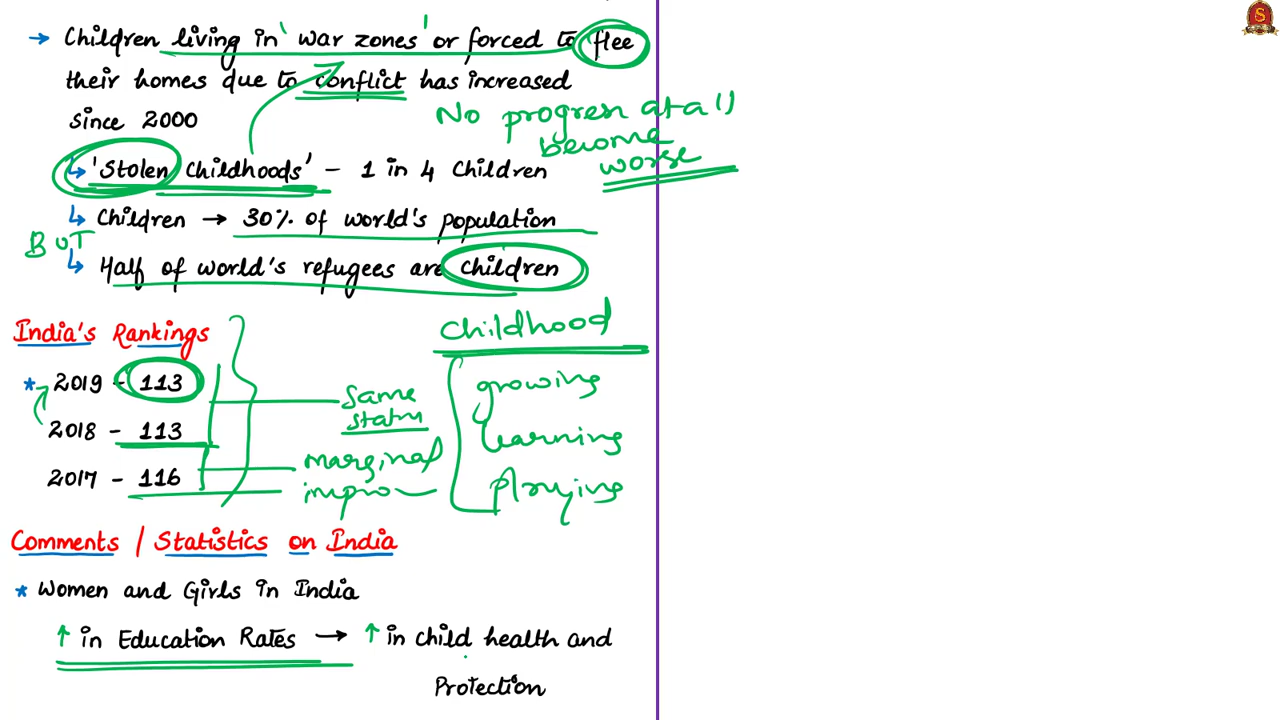 → Children living in 'war zones' or forced to flee
their homes due to conflict has increased
since 2000
No progress at all
become
worse
↳ 'Stolen Childhoods' – 1 in 4 Children
↳ Children → 30% of world's population
BUT
↳ Half of world's refugees are children
India's Rankings
* 2019 - 113
2018 - 113
2017 - 116
Same
status
marginal
impro
Childhood
growing
learning
playing
Comments / Statistics on India
* Women and Girls in India
↑ in Education Rates → ↑ in child health and
Protection